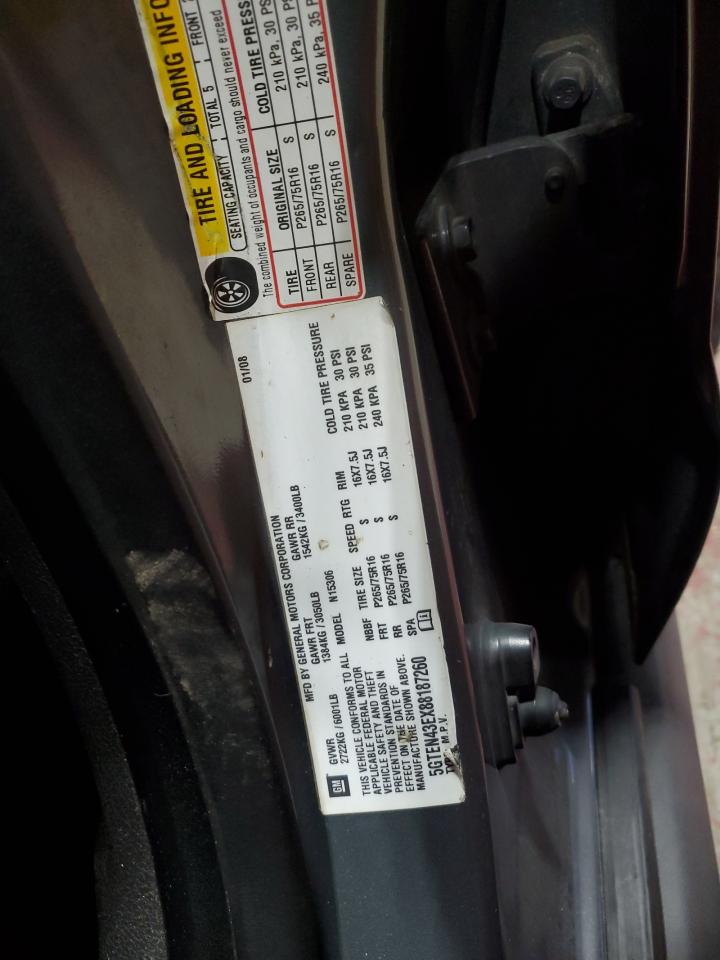 TIRE AND LOADING INFO
SEATING CAPACITY TOTAL 5 FRONT
The combined weight of occupants and cargo should never exceed
TIRE ORIGINAL SIZE COLD TIRE PRESS
FRONT P265/75R16 S 210 kPa, 30 PS
REAR P265/75R16 S 210 kPa, 30 PS
SPARE P265/75R16 S 240 kPa, 35 P
01/08
MFD BY GENERAL MOTORS CORPORATION
GM GVWR GAWR FRT GAWR RR
2722KG / 6001LB 1384KG / 3050LB 1542KG / 3400LB
THIS VEHICLE CONFORMS TO ALL MODEL N15306
APPLICABLE FEDERAL MOTOR
VEHICLE SAFETY AND THEFT
PREVENTION STANDARDS IN
EFFECT ON THE DATE OF
MANUFACTURE SHOWN ABOVE.
NBBF TIRE SIZE SPEED RTG RIM COLD TIRE PRESSURE
FRT P265/75R16 S 16X7.5J 210 KPA 30 PSI
RR P265/75R16 S 16X7.5J 210 KPA 30 PSI
SPA P265/75R16 S 16X7.5J 240 KPA 35 PSI
5GTEN43EX88187260
M.P.V.